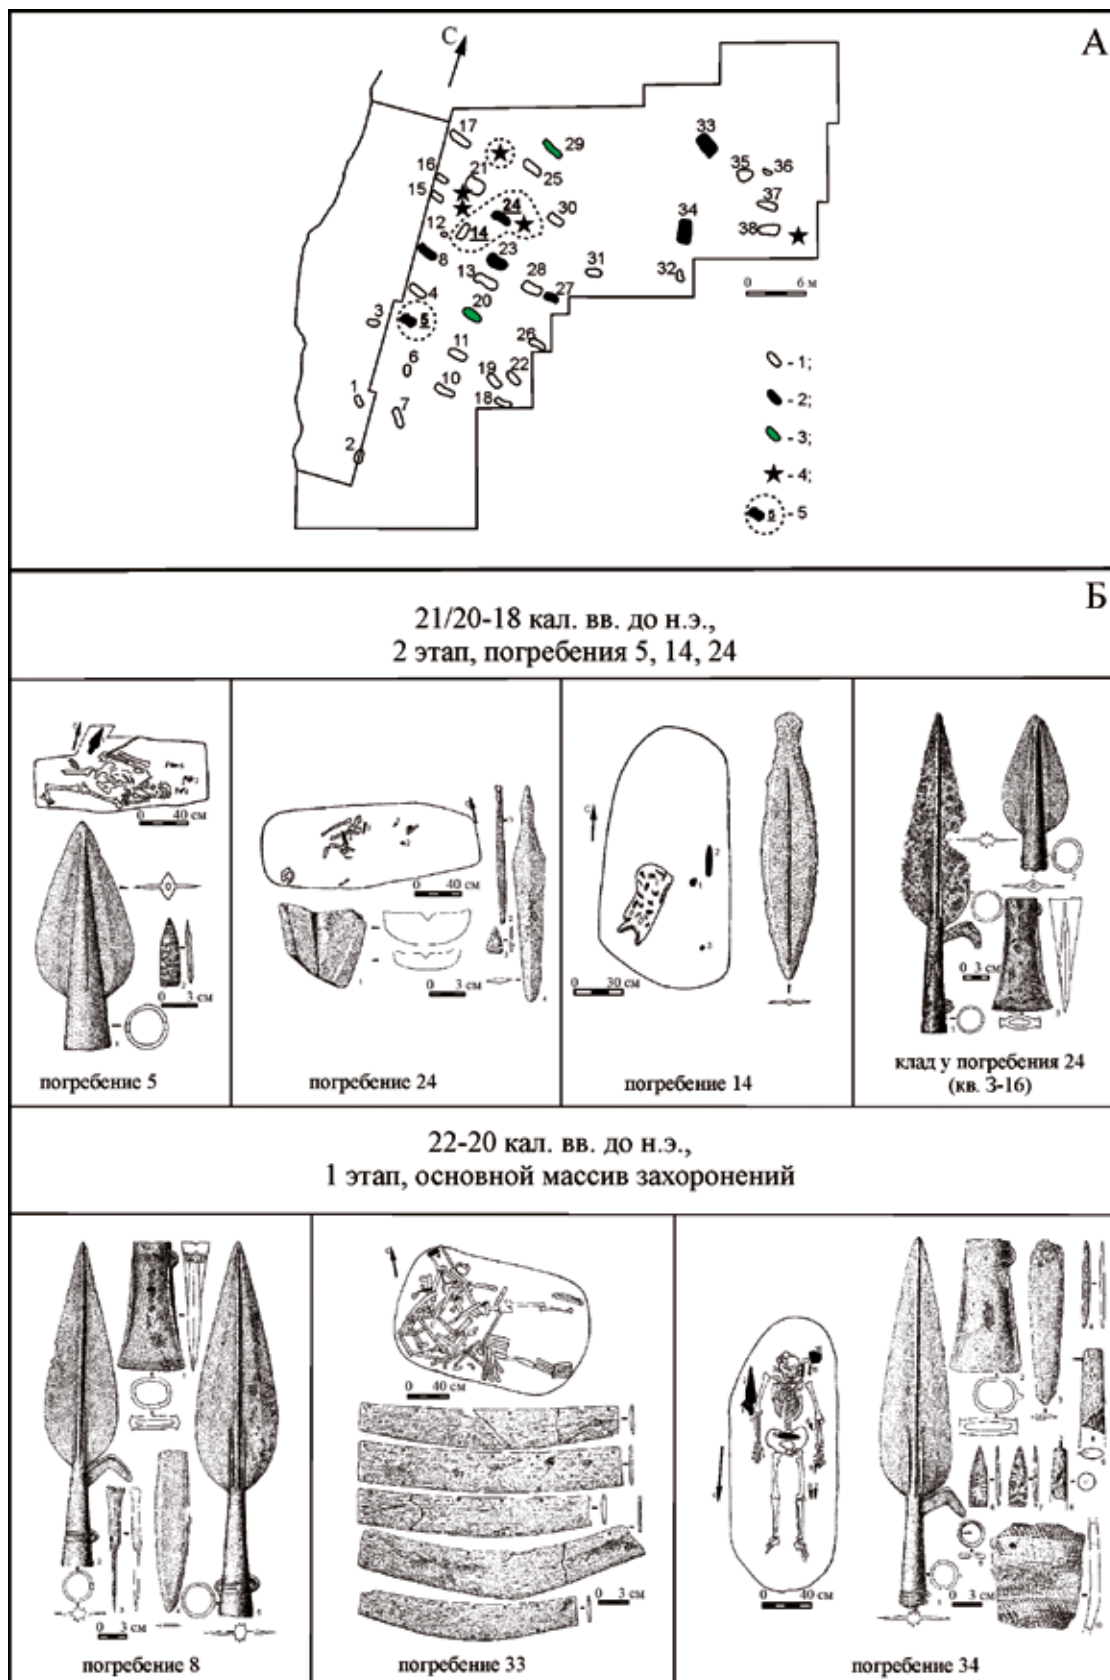 А
С
17
29
33
16
21
25
35
36
15
24
30
37
12
14
34
38
8
23
13
28
31
32
4
27
0 6 м
3
5
20
26
6
11
- 1;
1
10
19
22
- 2;
7
18
- 3;
2
- 4;
5 - 5
Б
21/20-18 кал. вв. до н.э.,
2 этап, погребения 5, 14, 24
0 40 см
0 3 см
погребение 5
0 40 см
0 3 см
погребение 24
0 30 см
погребение 14
0 3 см
клад у погребения 24
(кв. З-16)
22-20 кал. вв. до н.э.,
1 этап, основной массив захоронений
0 3 см
погребение 8
0 40 см
0 3 см
погребение 33
0 40 см
0 3 см
погребение 34